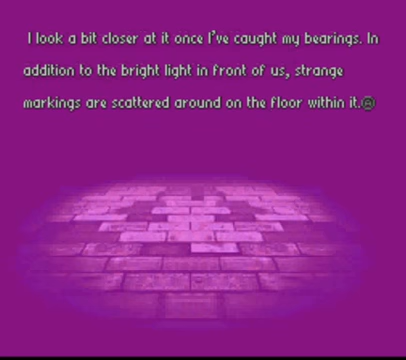 I look a bit closer at it once I've caught my bearings. In
addition to the bright light in front of us, strange
markings are scattered around on the floor within it.